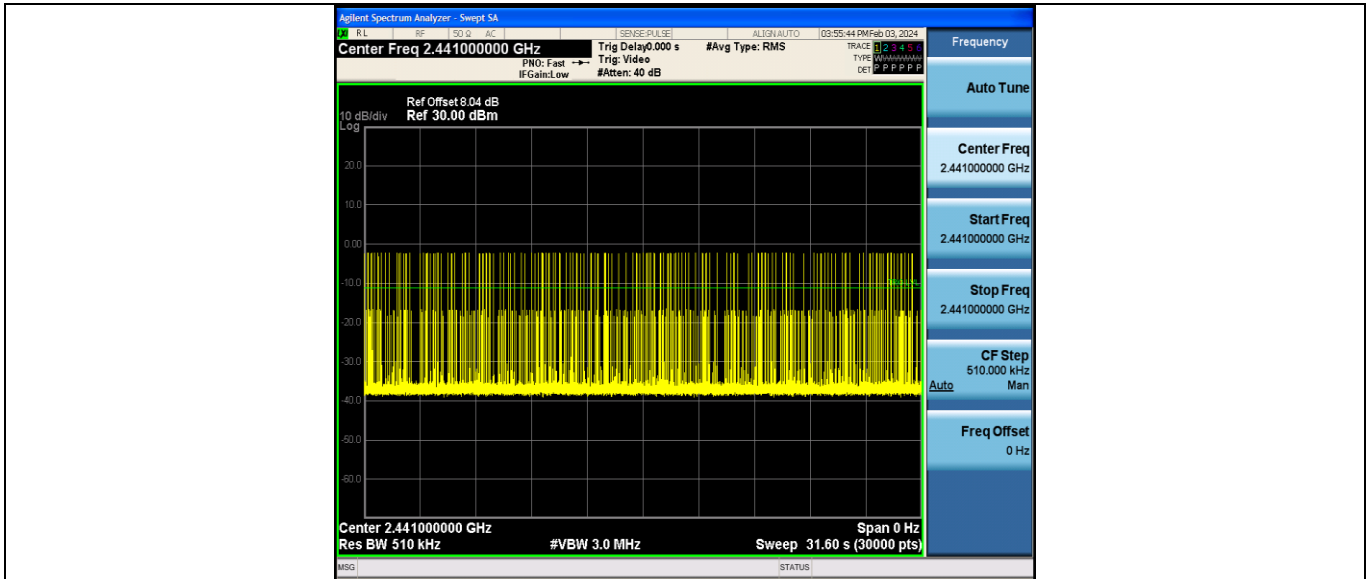 Agilent Spectrum Analyzer - Swept SA
RL RF 50 Ω AC SENSE:PULSE ALIGN AUTO 03:55:44 PM Feb 03, 2024
Center Freq 2.441000000 GHz
PNO: Fast
IFGain:Low
Trig Delay0.000 s
Trig: Video
#Atten: 40 dB
#Avg Type: RMS
TRACE 1 2 3 4 5 6
TYPE
DET P P P P P P
Ref Offset 8.04 dB
10 dB/div Ref 30.00 dBm
Log
20.0
10.0
0.00
-10.0
-20.0
-30.0
-40.0
-50.0
-60.0
Center 2.441000000 GHz Span 0 Hz
Res BW 510 kHz #VBW 3.0 MHz Sweep 31.60 s (30000 pts)
MSG STATUS
Frequency
Auto Tune
Center Freq
2.441000000 GHz
Start Freq
2.441000000 GHz
Stop Freq
2.441000000 GHz
CF Step
510.000 kHz
Auto Man
Freq Offset
0 Hz